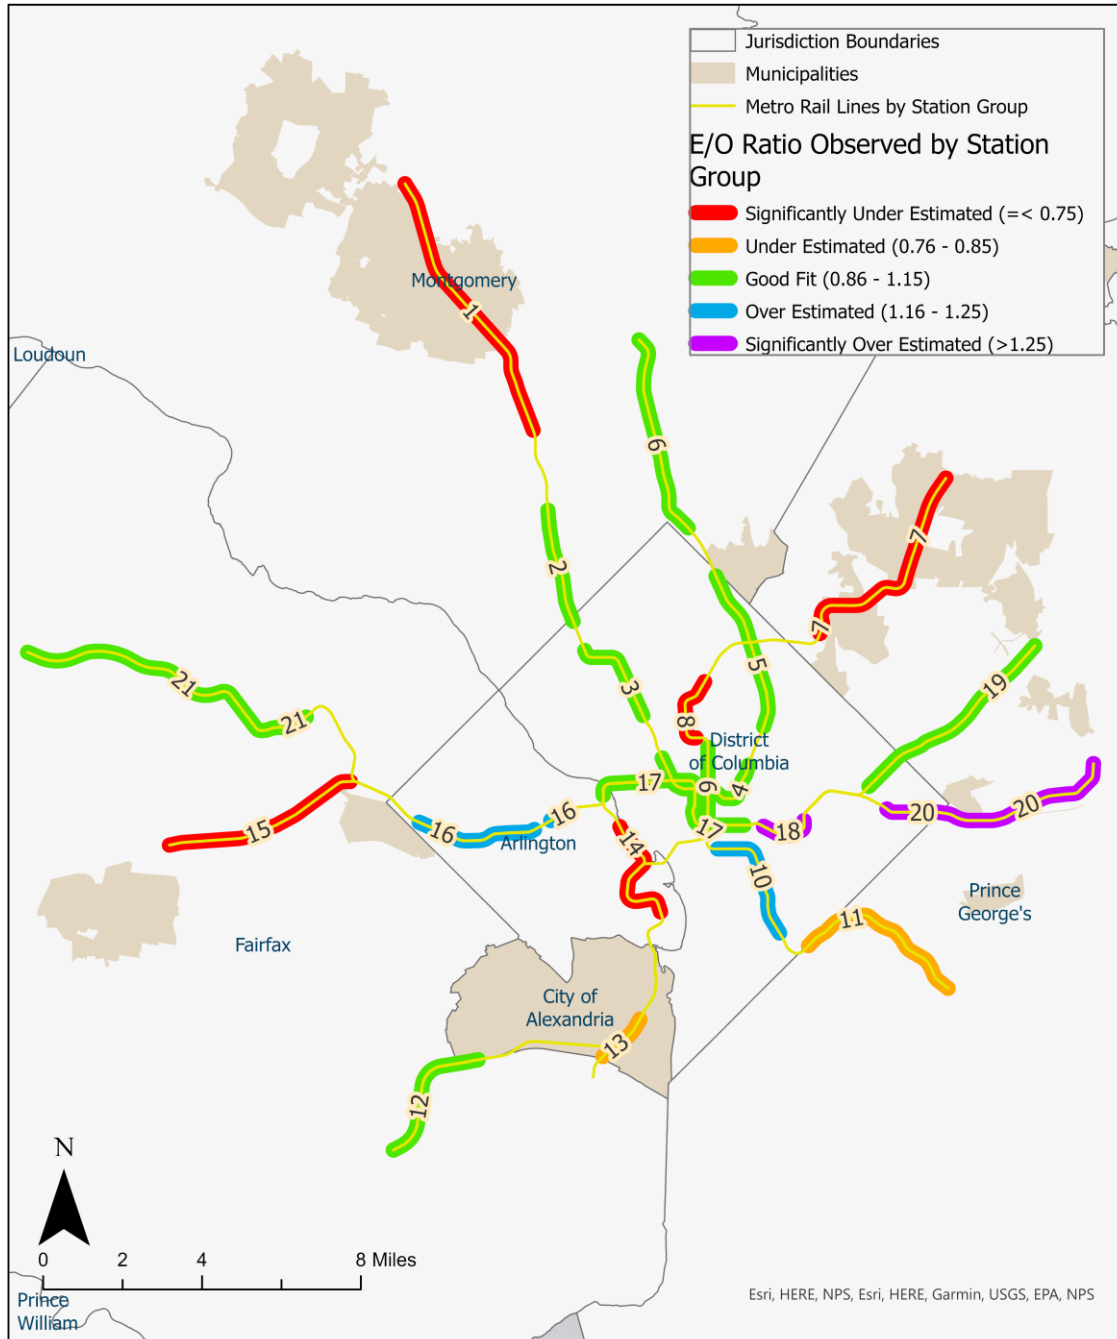 Jurisdiction Boundaries
Municipalities
Metro Rail Lines by Station Group
E/O Ratio Observed by Station
Group
Significantly Under Estimated (=< 0.75)
Under Estimated (0.76 - 0.85)
Good Fit (0.86 - 1.15)
Over Estimated (1.16 - 1.25)
Significantly Over Estimated (>1.25)
Montgomery
1
Loudoun
6
7
2
7
5
21
3
19
21
8
District
of Columbia
17
9
4
20
20
15
16
16
17
18
Arlington
14
10
Prince
George's
11
Fairfax
City of
Alexandria
13
12
N
0
2
4
8 Miles
Prince
William
Esri, HERE, NPS, Esri, HERE, Garmin, USGS, EPA, NPS